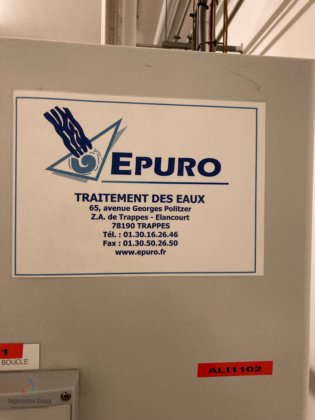 EPURO
TRAITEMENT DES EAUX
65, avenue Georges Politzer
Z.A. de Trappes - Elancourt
78190 TRAPPES
Tél. : 01.30.16.26.46
Fax : 01.30.50.26.50
www.epuro.fr
1
BOUCLE
ALI1102